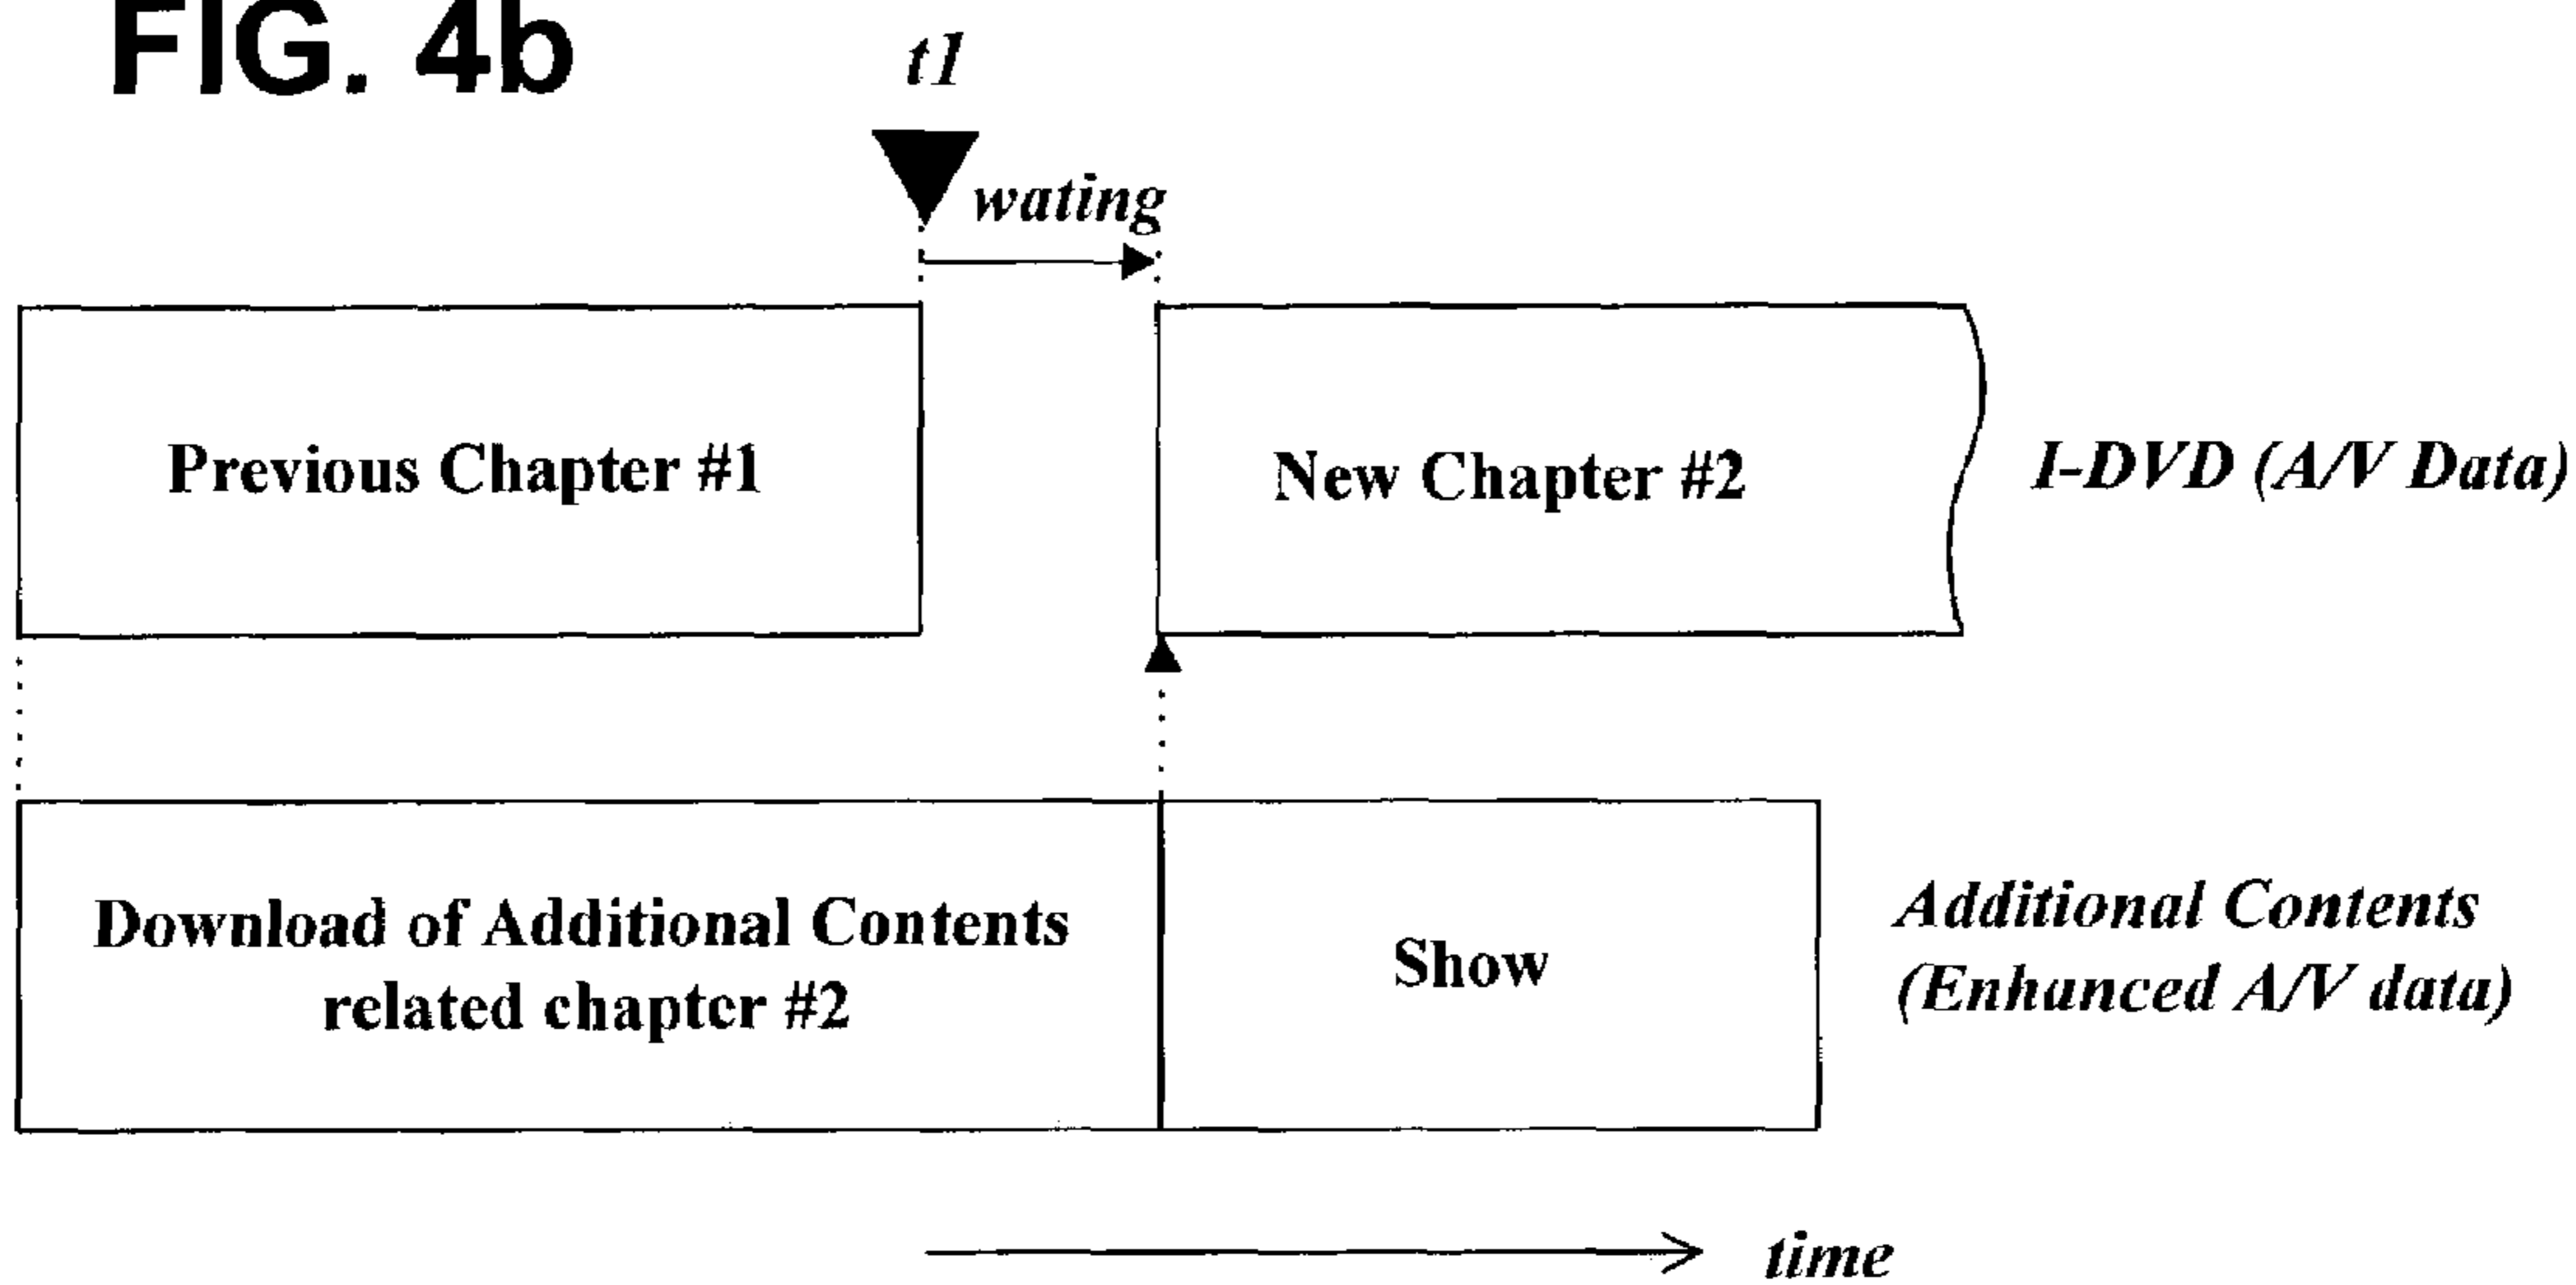 FIG. 4b
t1
wating
Previous Chapter #1
New Chapter #2
I-DVD (A/V Data)
Download of Additional Contents
related chapter #2
Show
Additional Contents
(Enhanced A/V data)
time